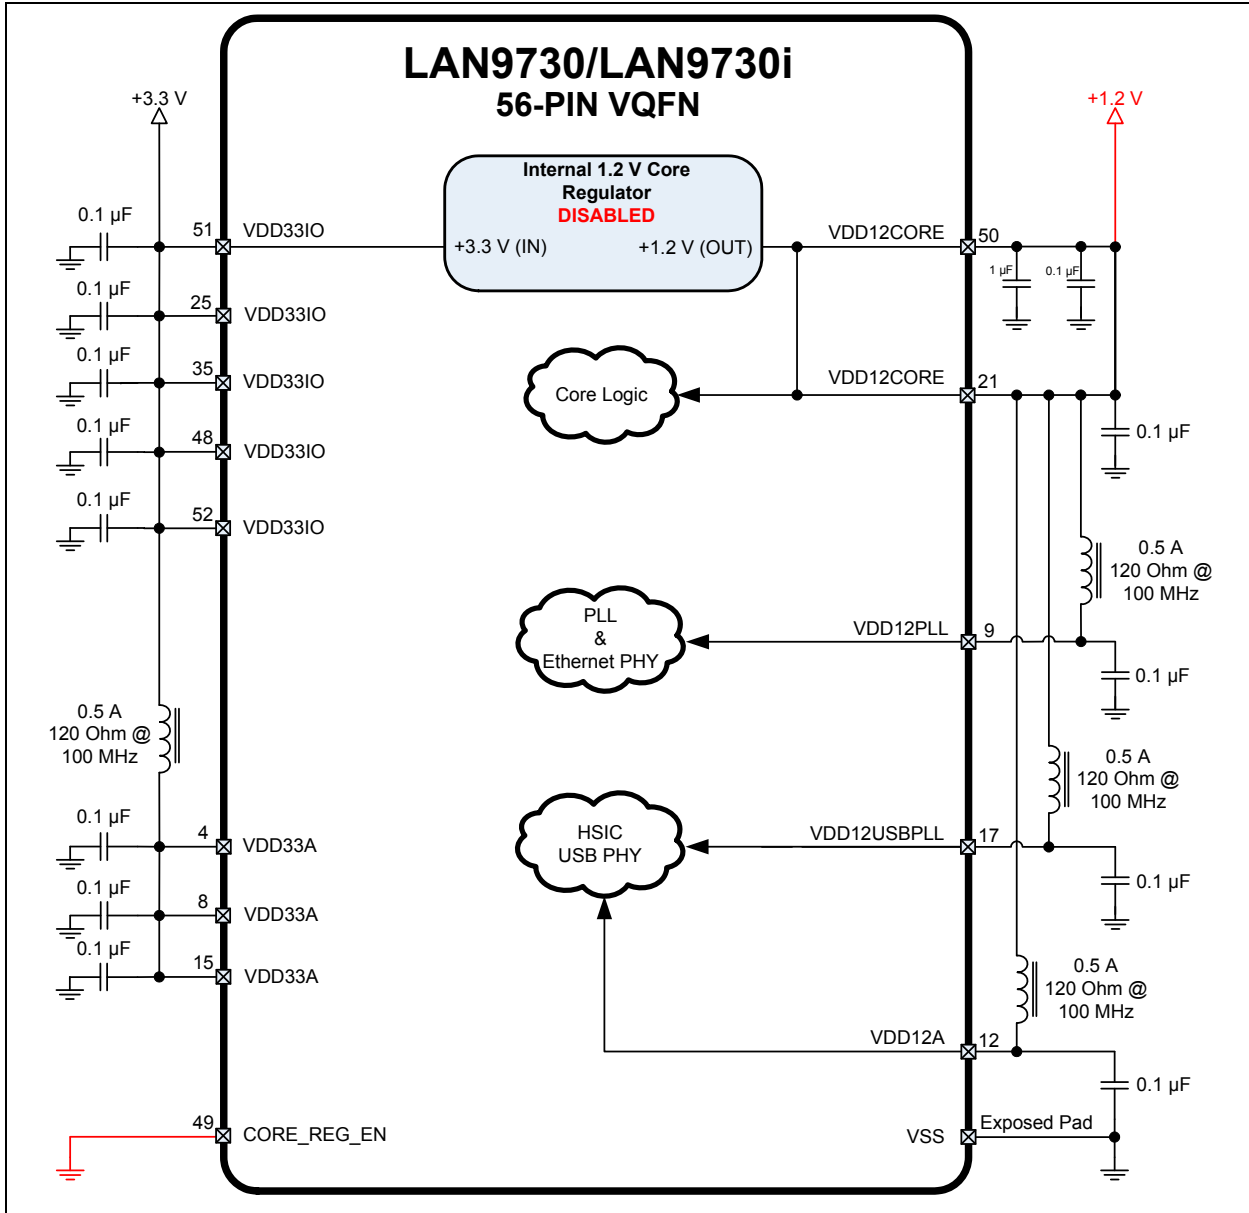 LAN9730/LAN9730i
56-PIN VQFN
+3.3 V
+1.2 V
Internal 1.2 V Core
Regulator
DISABLED
+3.3 V (IN)
+1.2 V (OUT)
0.1 µF
51
VDD33IO
VDD12CORE
50
1 µF
0.1 µF
0.1 µF
25
VDD33IO
0.1 µF
35
VDD33IO
Core Logic
VDD12CORE
21
0.1 µF
0.1 µF
48
VDD33IO
0.1 µF
52
VDD33IO
0.5 A
120 Ohm @
100 MHz
PLL
&
Ethernet PHY
VDD12PLL
9
0.1 µF
0.5 A
120 Ohm @
100 MHz
0.5 A
120 Ohm @
100 MHz
0.1 µF
4
VDD33A
HSIC
USB PHY
VDD12USBPLL
17
0.1 µF
0.1 µF
8
VDD33A
0.1 µF
15
VDD33A
0.5 A
120 Ohm @
100 MHz
VDD12A
12
0.1 µF
49
CORE_REG_EN
VSS
Exposed Pad